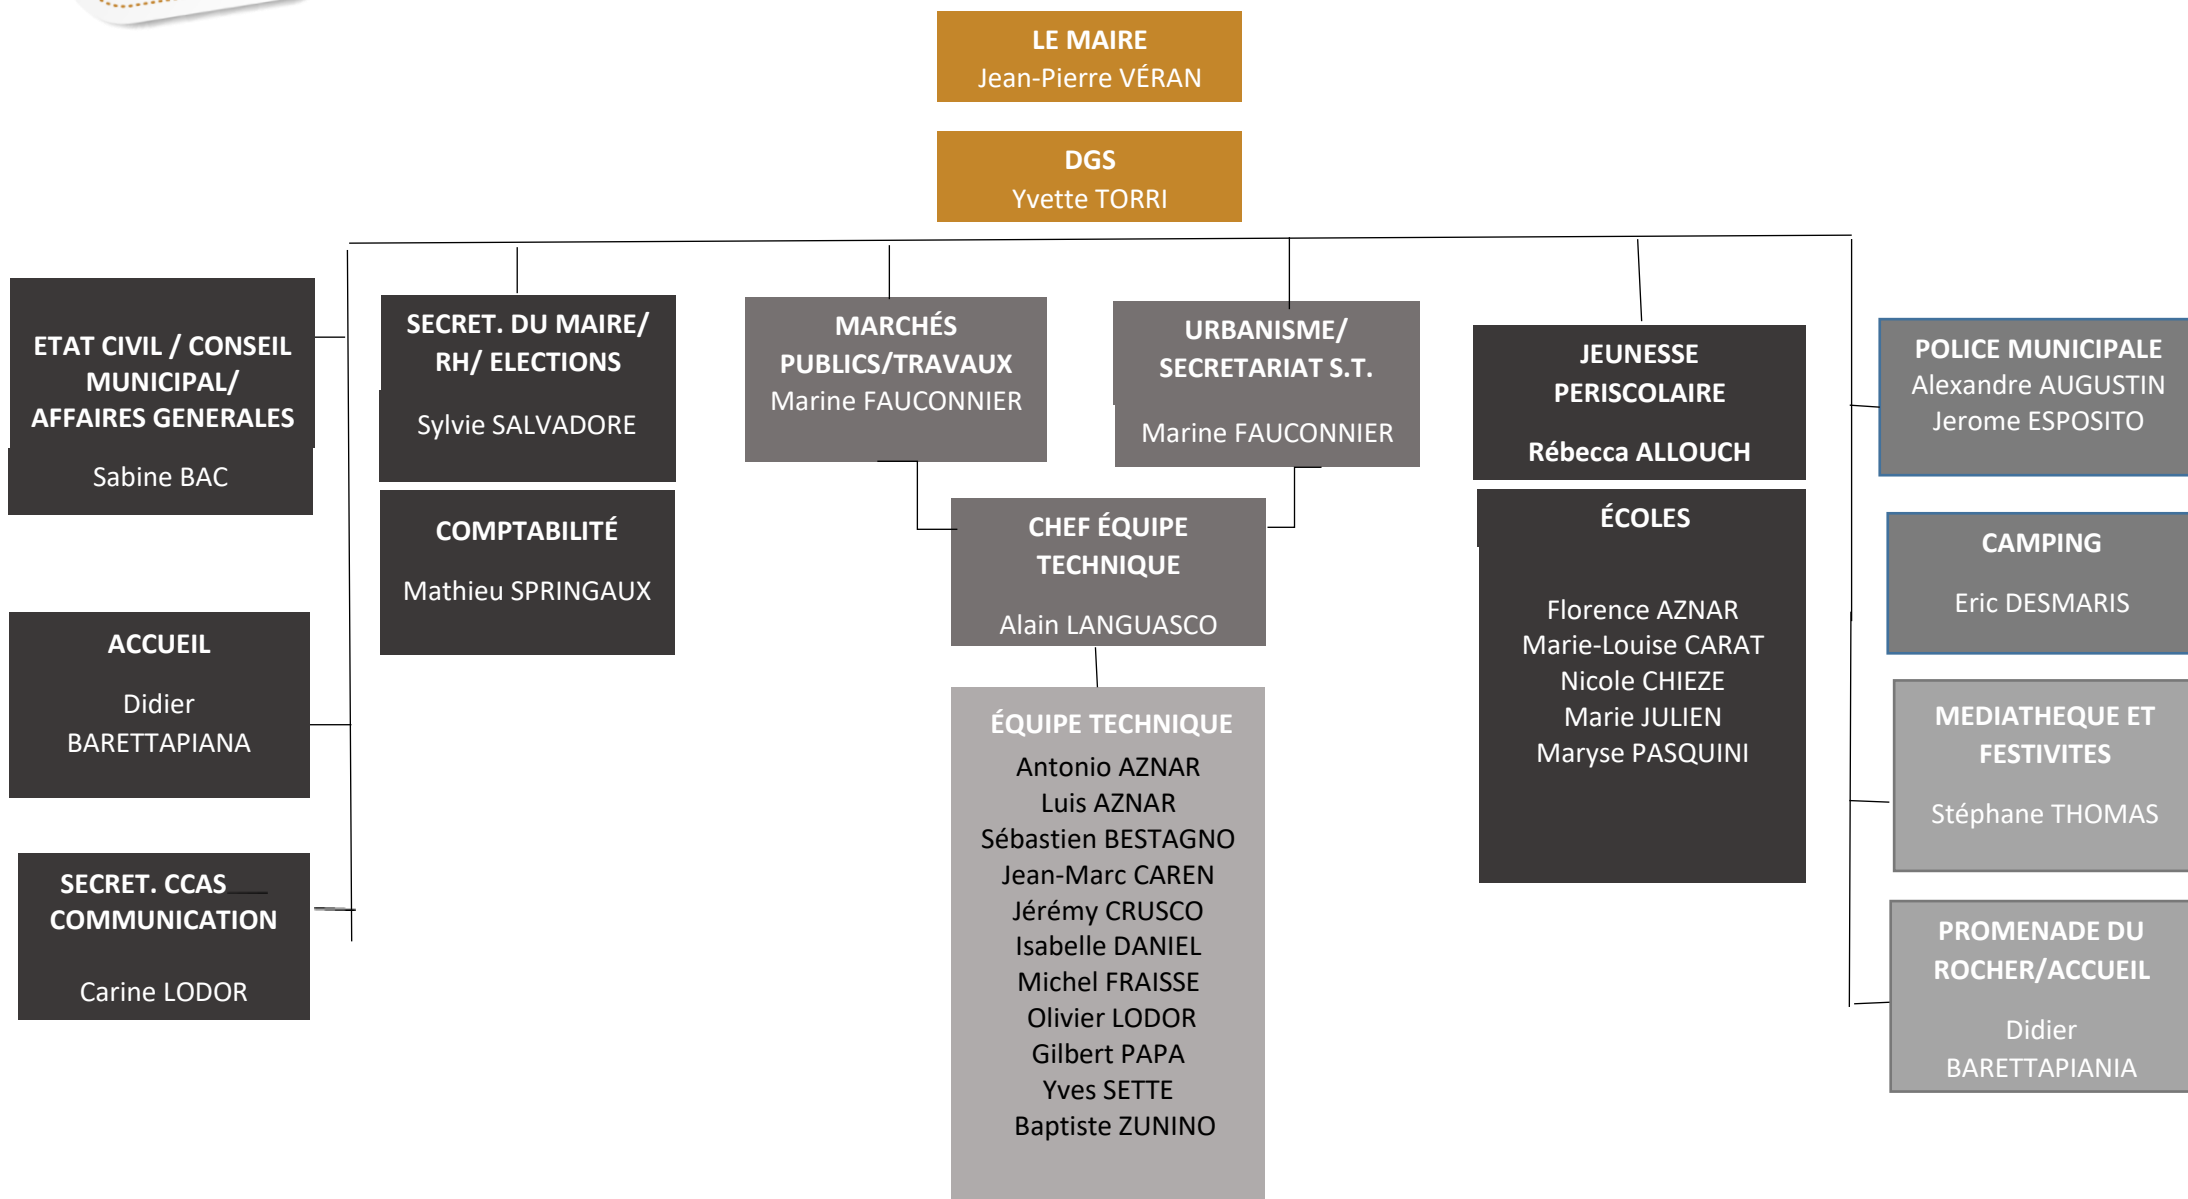 LE MAIRE
Jean-Pierre VÉRAN
DGS
Yvette TORRI
ETAT CIVIL / CONSEIL
MUNICIPAL/
AFFAIRES GENERALES
Sabine BAC
ACCUEIL
Didier
BARETTAPIANA
SECRET. CCAS
COMMUNICATION
Carine LODOR
SECRET. DU MAIRE/
RH/ ELECTIONS
Sylvie SALVADORE
COMPTABILITÉ
Mathieu SPRINGAUX
MARCHÉS
PUBLICS/TRAVAUX
Marine FAUCONNIER
URBANISME/
SECRETARIAT S.T.
Marine FAUCONNIER
CHEF ÉQUIPE
TECHNIQUE
Alain LANGUASCO
ÉQUIPE TECHNIQUE
Antonio AZNAR
Luis AZNAR
Sébastien BESTAGNO
Jean-Marc CAREN
Jérémy CRUSCO
Isabelle DANIEL
Michel FRAISSE
Olivier LODOR
Gilbert PAPA
Yves SETTE
Baptiste ZUNINO
JEUNESSE
PERISCOLAIRE
Rébecca ALLOUCH
ÉCOLES
Florence AZNAR
Marie-Louise CARAT
Nicole CHIEZE
Marie JULIEN
Maryse PASQUINI
POLICE MUNICIPALE
Alexandre AUGUSTIN
Jerome ESPOSITO
CAMPING
Eric DESMARIS
MEDIATHEQUE ET
FESTIVITES
Stéphane THOMAS
PROMENADE DU
ROCHER/ACCUEIL
Didier
BARETTAPIANIA